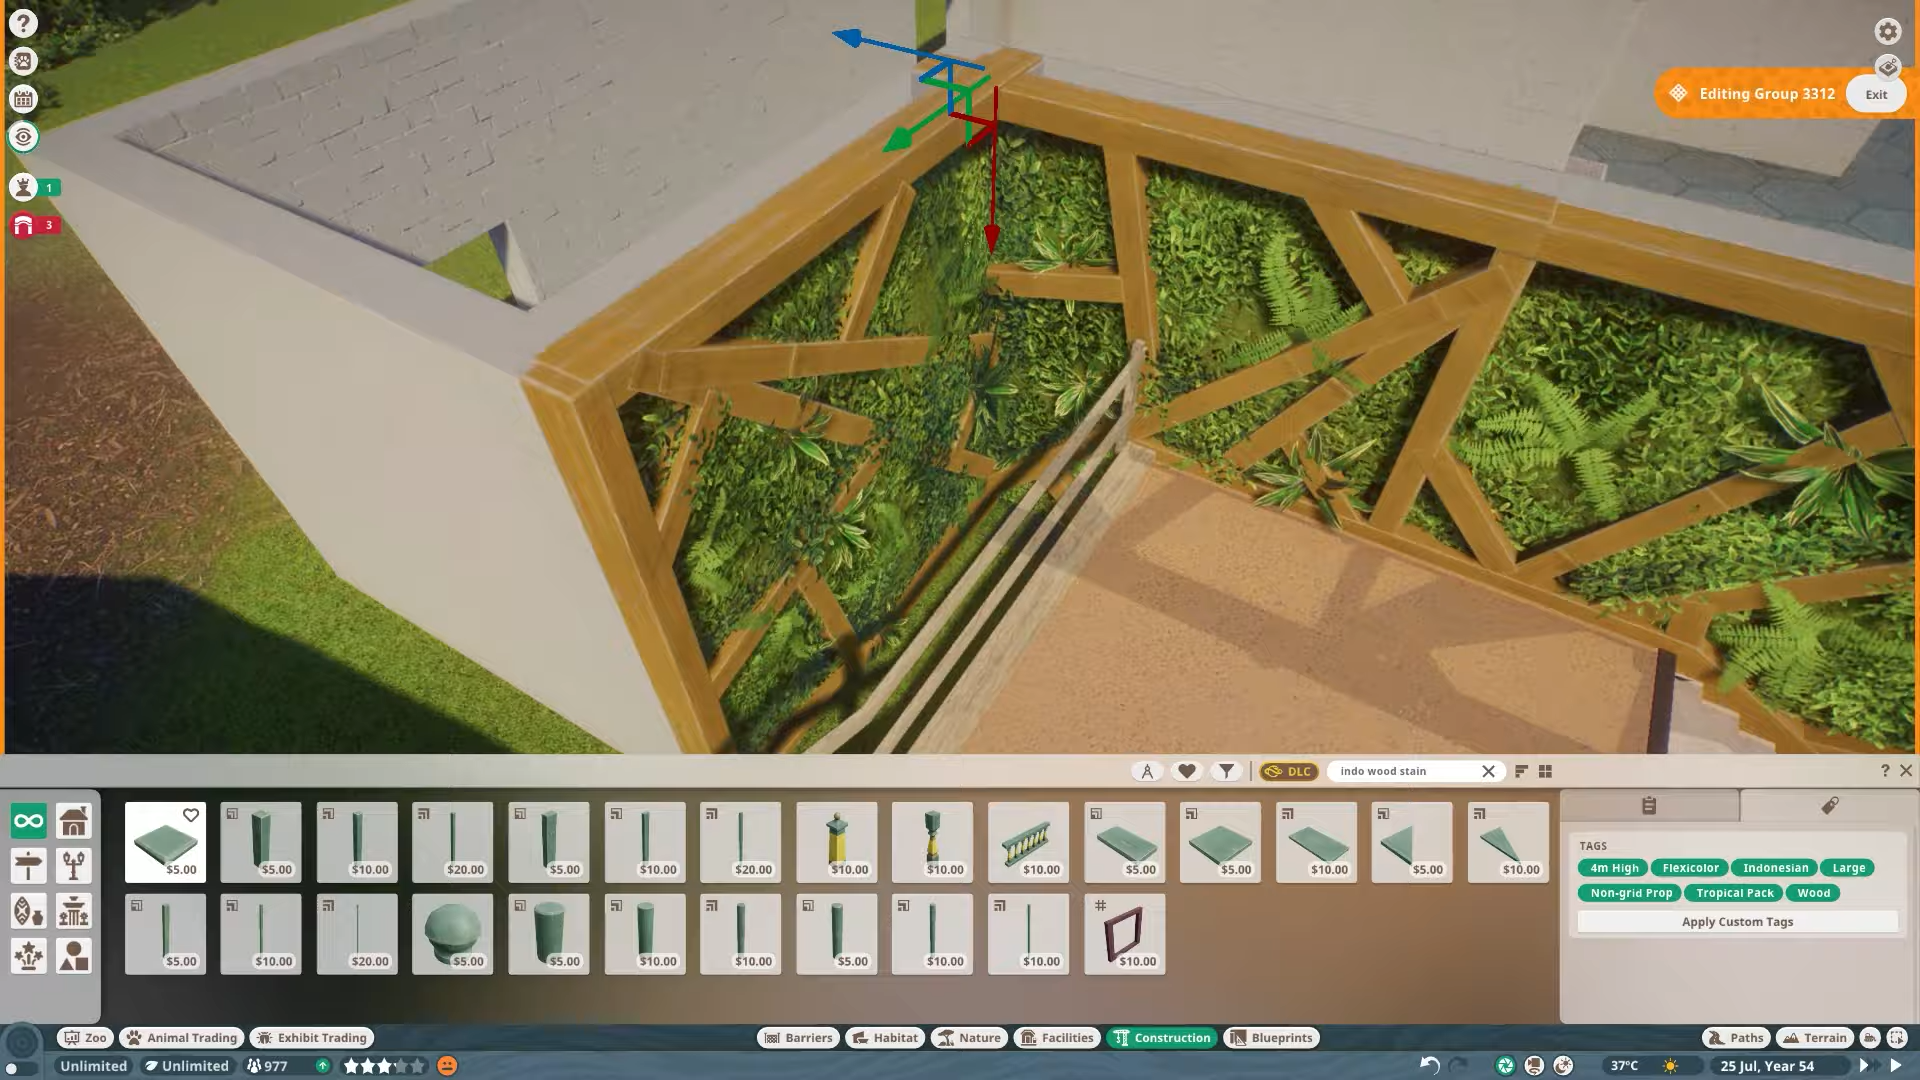 ?
Editing Group 3312
Exit
1
3
DLC
indo wood stain
?
$5.00
$5.00
$10.00
$20.00
$5.00
$10.00
$20.00
$10.00
$10.00
$10.00
$5.00
$5.00
$10.00
$5.00
$10.00
$5.00
$10.00
$20.00
$5.00
$5.00
$10.00
$10.00
$5.00
$10.00
$10.00
$10.00
TAGS
4m High
Flexicolor
Indonesian
Large
Non-grid Prop
Tropical Pack
Wood
Apply Custom Tags
Zoo
Animal Trading
Exhibit Trading
Barriers
Habitat
Nature
Facilities
Construction
Blueprints
Paths
Terrain
Unlimited
Unlimited
977
37°C
25 Jul, Year 54